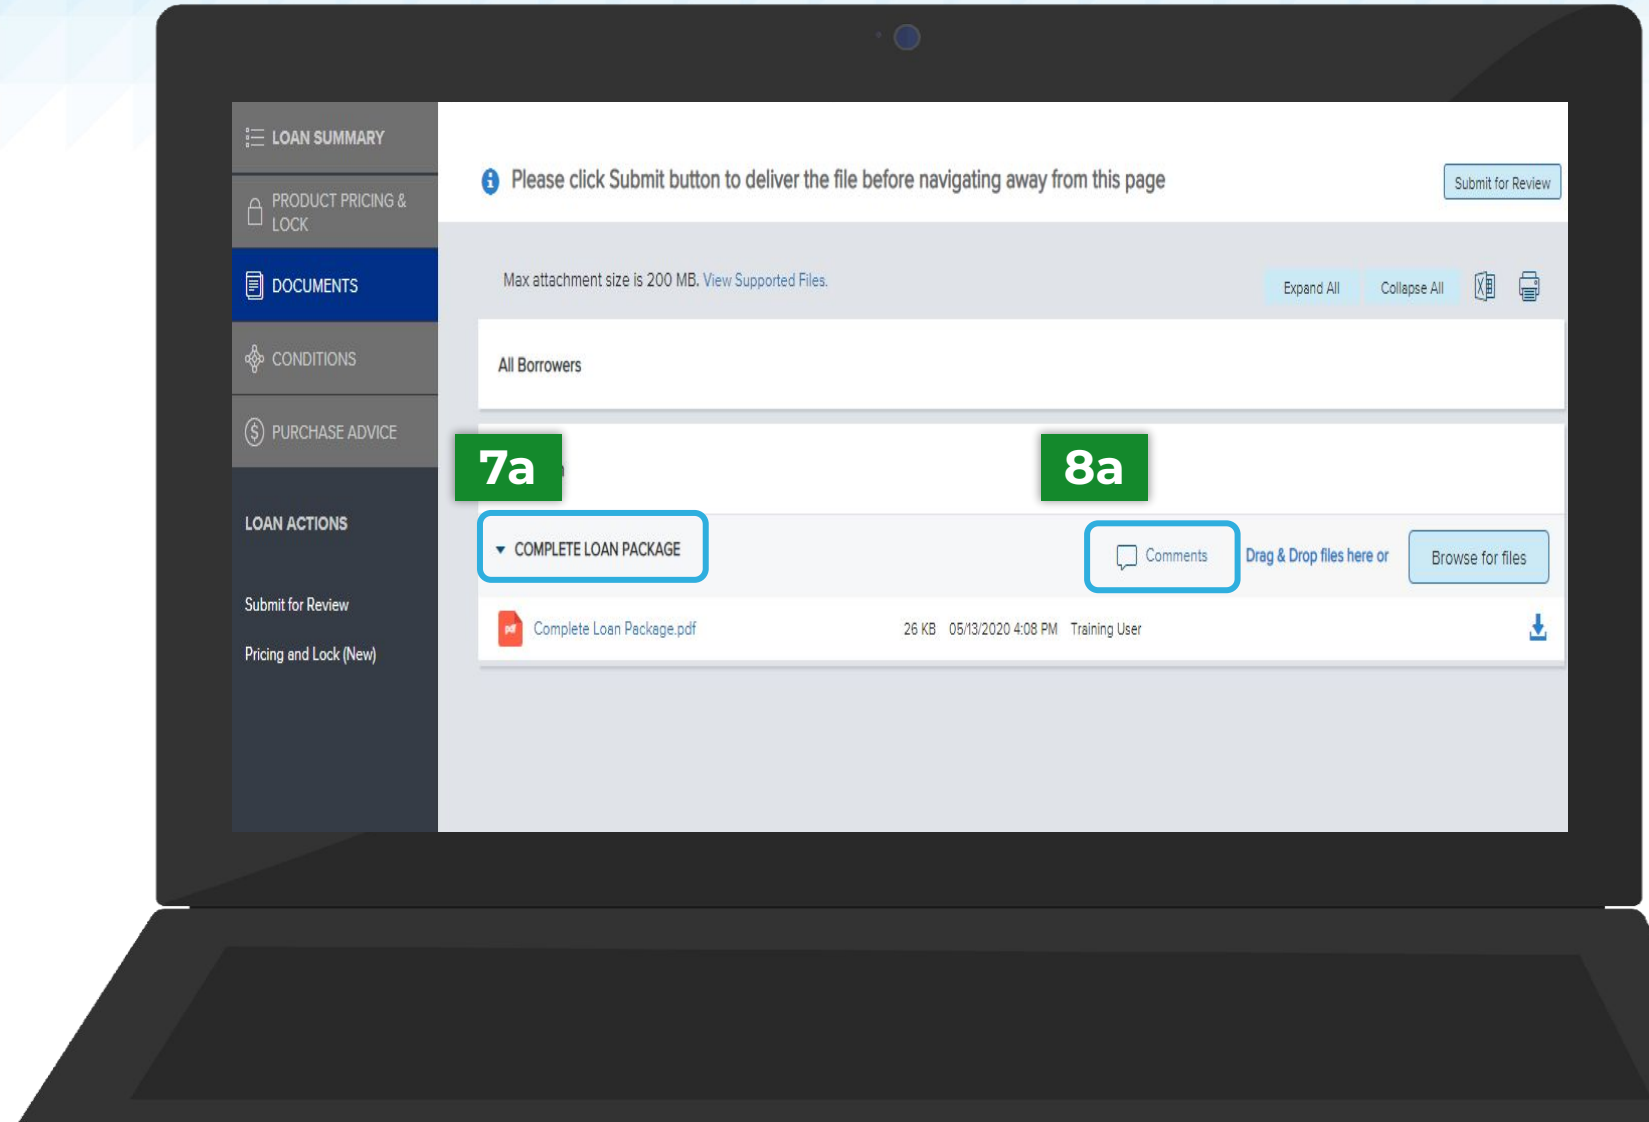 LOAN SUMMARY
PRODUCT PRICING &
LOCK
DOCUMENTS
CONDITIONS
PURCHASE ADVICE
LOAN ACTIONS
Submit for Review
Pricing and Lock (New)
Please click Submit button to deliver the file before navigating away from this page
Submit for Review
Max attachment size is 200 MB. View Supported Files.
Expand All
Collapse All
All Borrowers
7a
8a
COMPLETE LOAN PACKAGE
Comments
Drag & Drop files here or
Browse for files
pdf
Complete Loan Package.pdf
26 KB
05/13/2020 4:08 PM
Training User